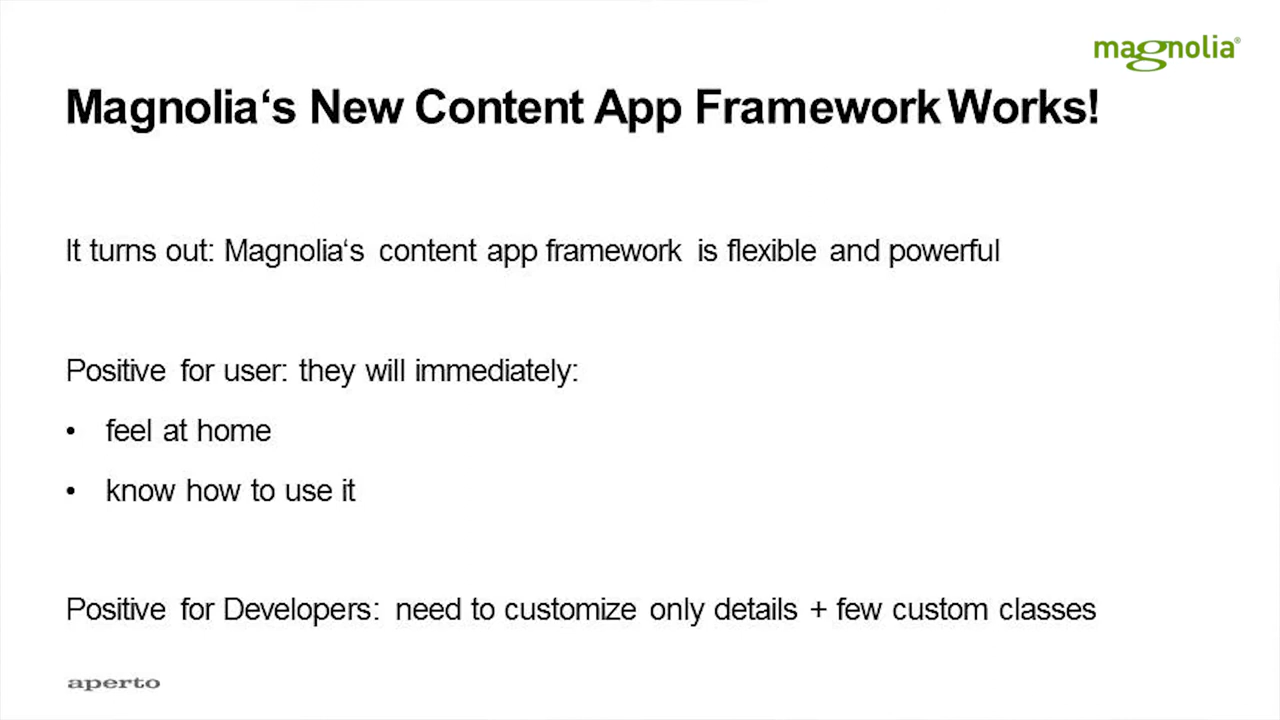 magnolia®
Magnolia‘s New Content App Framework Works!
It turns out: Magnolia‘s content app framework is flexible and powerful
Positive for user: they will immediately:
• feel at home
• know how to use it
Positive for Developers: need to customize only details + few custom classes
aperto